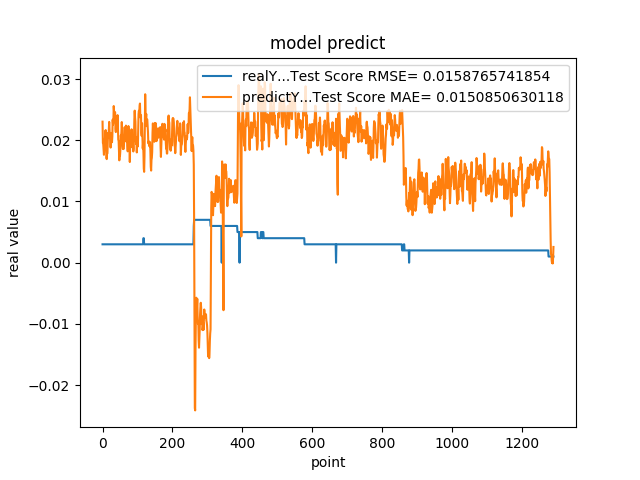 model predict
realY...Test Score RMSE= 0.0158765741854
predictY...Test Score MAE= 0.0150850630118
0.03
0.02
0.01
0.00
−0.01
−0.02
real value
0 200 400 600 800 1000 1200
point